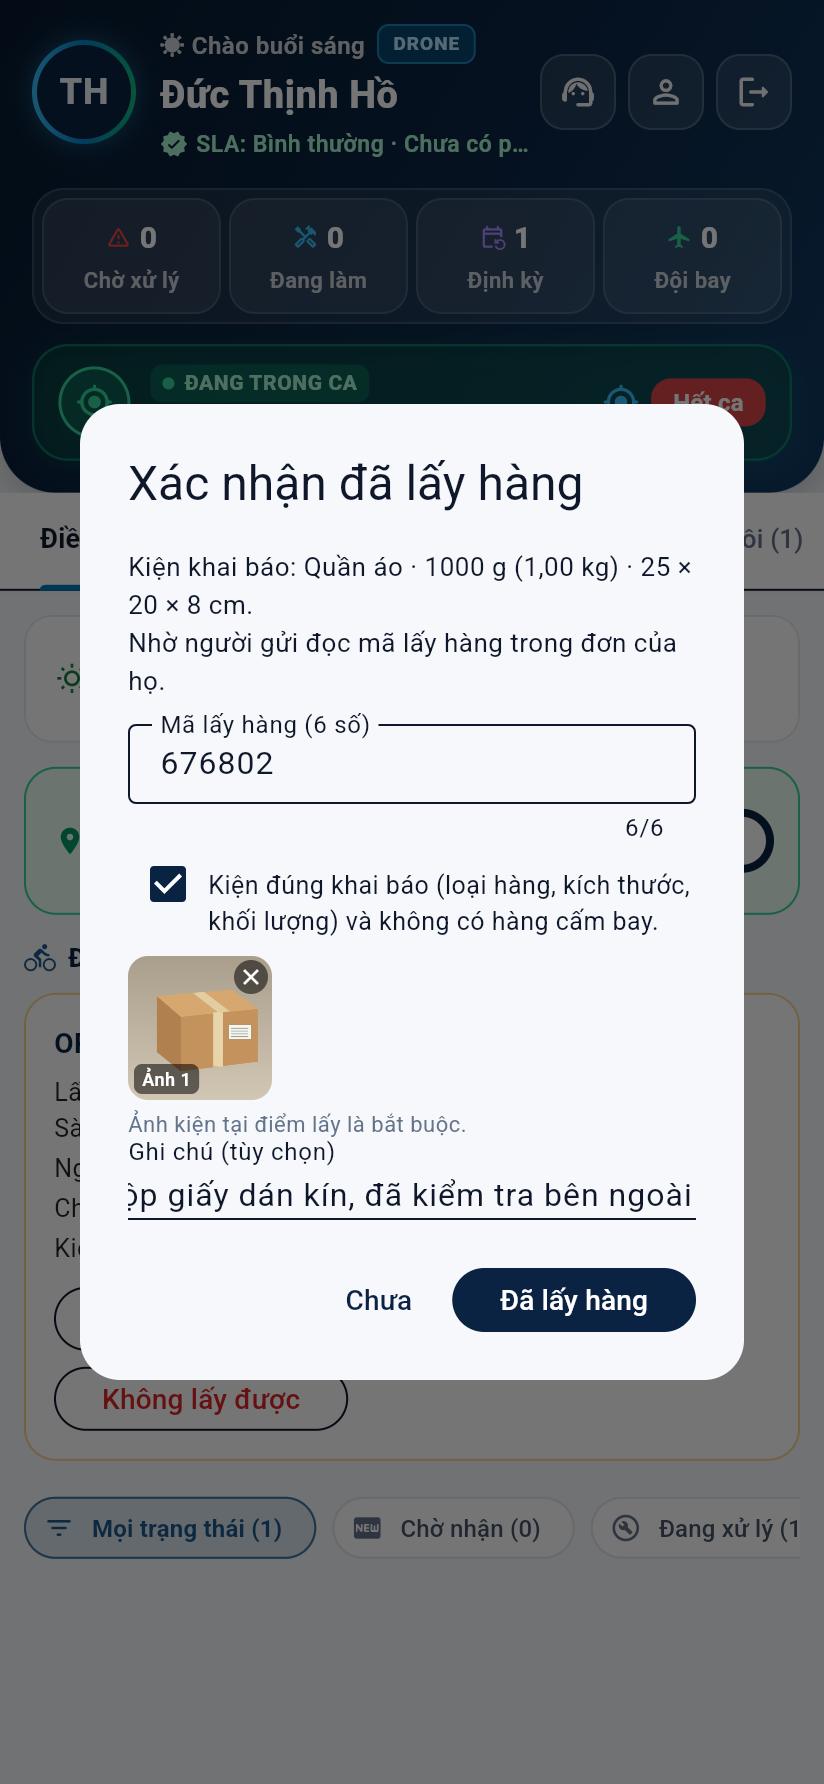 Chào buổi sáng DRONE
TH
Đức Thịnh Hồ
SLA: Bình thường · Chưa có p...
0
Chờ xử lý
0
Đang làm
1
Định kỳ
0
Đội bay
ĐANG TRONG CA
Hết ca
Xác nhận đã lấy hàng
Kiện khai báo: Quần áo · 1000 g (1,00 kg) · 25 ×
20 × 8 cm.
Nhờ người gửi đọc mã lấy hàng trong đơn của
họ.
Mã lấy hàng (6 số)
676802
6/6
Kiện đúng khai báo (loại hàng, kích thước,
khối lượng) và không có hàng cấm bay.
Ảnh 1
Ảnh kiện tại điểm lấy là bắt buộc.
Ghi chú (tùy chọn)
giấy dán kín, đã kiểm tra bên ngoài
Chưa
Đã lấy hàng
Không lấy được
Mọi trạng thái (1)
NEW Chờ nhận (0)
Đang xử lý (1